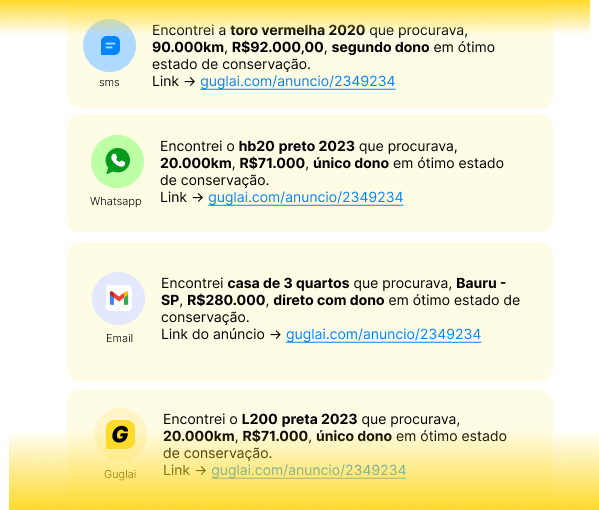 Encontrei a toro vermelha 2020 que procurava,
90.000km, R$92.000,00, segundo dono em ótimo
estado de conservação.
Link → guglai.com/anuncio/2349234
sms
Encontrei o hb20 preto 2023 que procurava,
20.000km, R$71.000, único dono em ótimo estado
de conservação.
Link → guglai.com/anuncio/2349234
Whatsapp
Encontrei casa de 3 quartos que procurava, Bauru -
SP, R$280.000, direto com dono em ótimo estado de
conservação.
Link do anúncio → guglai.com/anuncio/2349234
Email
Encontrei o L200 preta 2023 que procurava,
20.000km, R$71.000, único dono em ótimo estado
de conservação.
Link → guglai.com/anuncio/2349234
G
Guglai